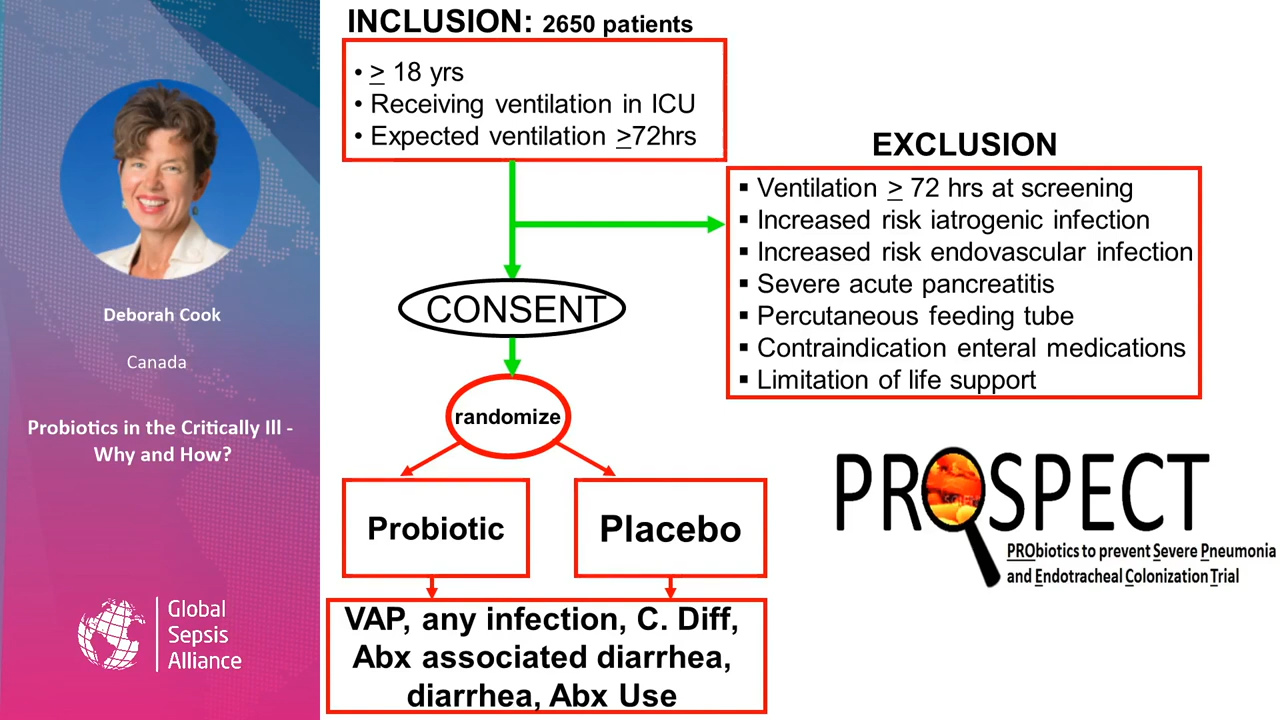 Deborah Cook
Canada
Probiotics in the Critically Ill -
Why and How?
Global
Sepsis
Alliance
INCLUSION: 2650 patients
• ≥ 18 yrs
• Receiving ventilation in ICU
• Expected ventilation ≥72hrs
EXCLUSION
▪ Ventilation ≥ 72 hrs at screening
▪ Increased risk iatrogenic infection
▪ Increased risk endovascular infection
▪ Severe acute pancreatitis
▪ Percutaneous feeding tube
▪ Contraindication enteral medications
▪ Limitation of life support
CONSENT
randomize
Probiotic
Placebo
VAP, any infection, C. Diff,
Abx associated diarrhea,
diarrhea, Abx Use
PROSPECT
PRObiotics to prevent Severe Pneumonia
and Endotracheal Colonization Trial